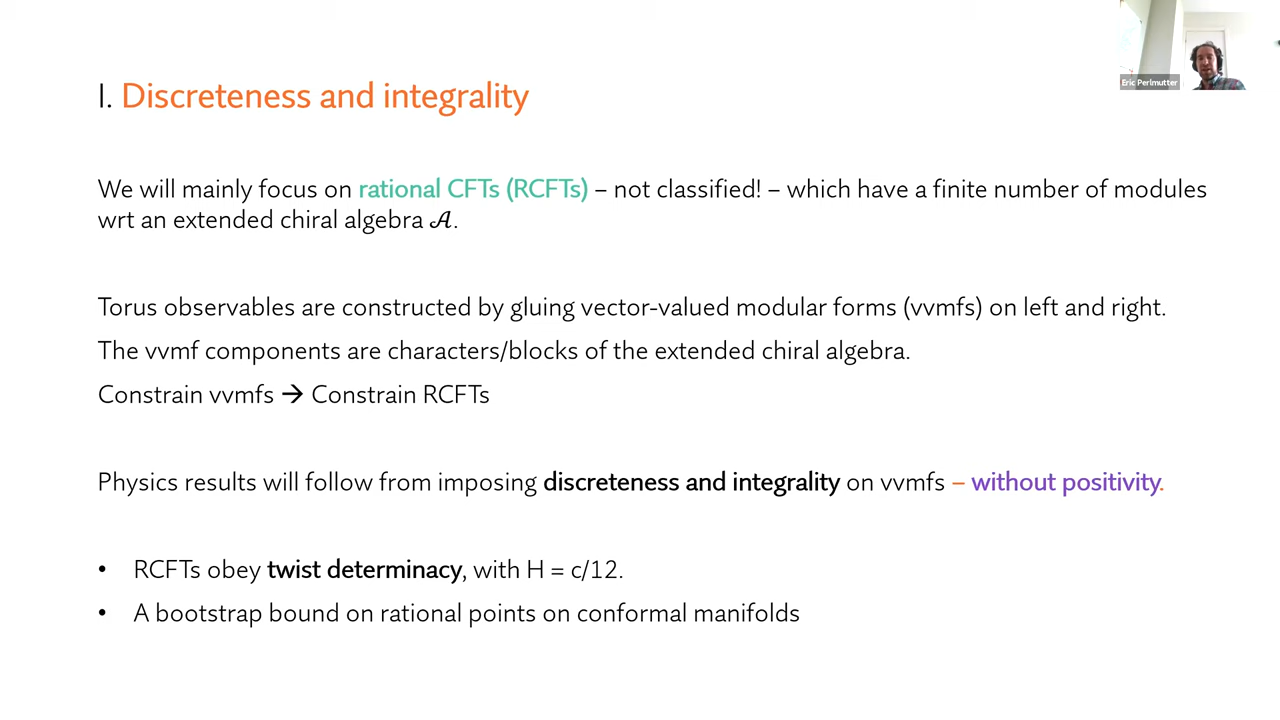 Eric Perlmutter
I. Discreteness and integrality
We will mainly focus on rational CFTs (RCFTs) – not classified! – which have a finite number of modules
wrt an extended chiral algebra 𝒜.
Torus observables are constructed by gluing vector-valued modular forms (vvmfs) on left and right.
The vvmf components are characters/blocks of the extended chiral algebra.
Constrain vvmfs → Constrain RCFTs
Physics results will follow from imposing discreteness and integrality on vvmfs – without positivity.
• RCFTs obey twist determinacy, with H = c/12.
• A bootstrap bound on rational points on conformal manifolds